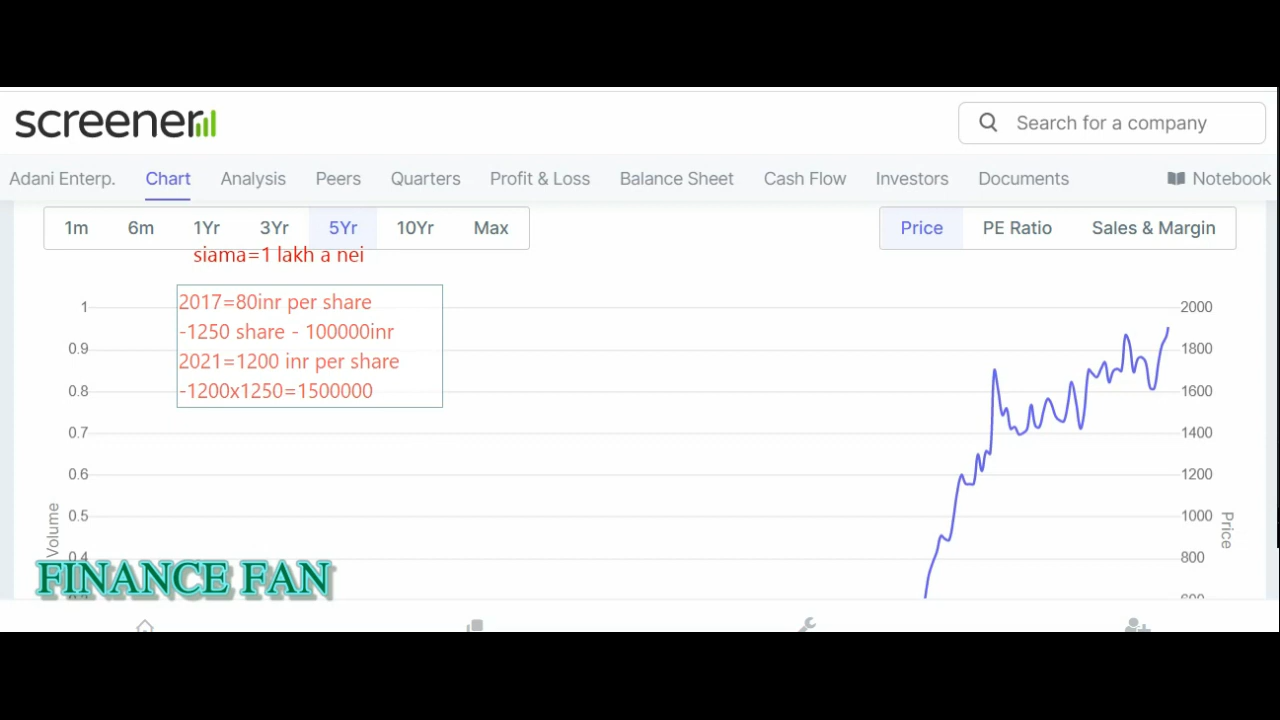 screener
Search for a company
Adani Enterp. Chart Analysis Peers Quarters Profit & Loss Balance Sheet Cash Flow Investors Documents Notebook
1m 6m 1Yr 3Yr 5Yr 10Yr Max Price PE Ratio Sales & Margin
siama=1 lakh a nei
2017=80inr per share
-1250 share - 100000inr
2021=1200 inr per share
-1200x1250=1500000
1 2000
0.9 1800
0.8 1600
0.7 1400
0.6 1200
0.5 1000
0.4 800
600
Volume
Price
FINANCE FAN